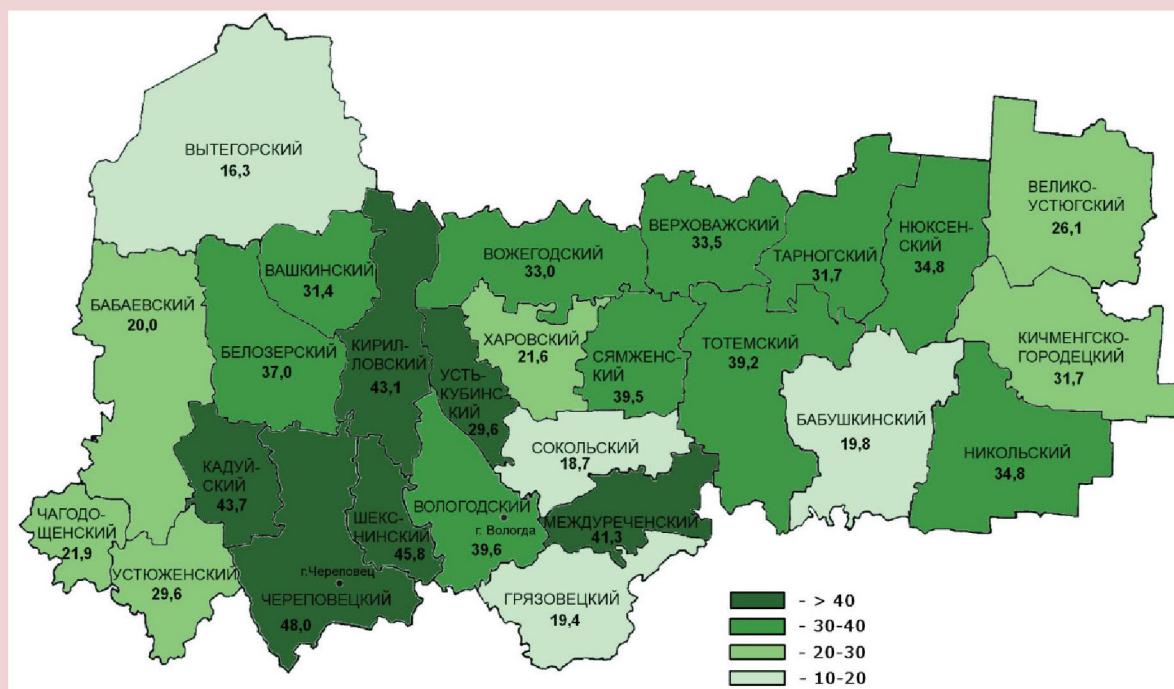 ВЫТЕГОРСКИЙ
16,3
ВЕЛИКО-
УСТЮГСКИЙ
26,1
НЮКСЕН-
СКИЙ
34,8
ВЕРХОВАЖСКИЙ
33,5
ТАРНОГСКИЙ
31,7
ВОЖЕГОДСКИЙ
33,0
ВАШКИНСКИЙ
31,4
БАБАЕВСКИЙ
20,0
БЕЛОЗЕРСКИЙ
37,0
КИРИЛ-
ЛОВСКИЙ
43,1
УСТЬ-
КУБИНС-
КИЙ
29,6
ХАРОВСКИЙ
21,6
СЯМЖЕНС-
КИЙ
39,5
ТОТЕМСКИЙ
39,2
КИЧМЕНГСКО-
ГОРОДЕЦКИЙ
31,7
БАБУШКИНСКИЙ
19,8
НИКОЛЬСКИЙ
34,8
СОКОЛЬСКИЙ
18,7
КАДУЙ-
СКИЙ
43,7
ЧАГОДО-
ЩЕНСКИЙ
21,9
УСТЮЖЕНСКИЙ
29,6
г.Череповец
ЧЕРЕПОВЕЦКИЙ
48,0
ШЕКС-
НИНСКИЙ
45,8
ВОЛОГОДСКИЙ
г. Вологда
39,6
МЕЖДУРЕЧЕНСКИЙ
41,3
ГРЯЗОВЕЦКИЙ
19,4
- > 40
- 30-40
- 20-30
- 10-20